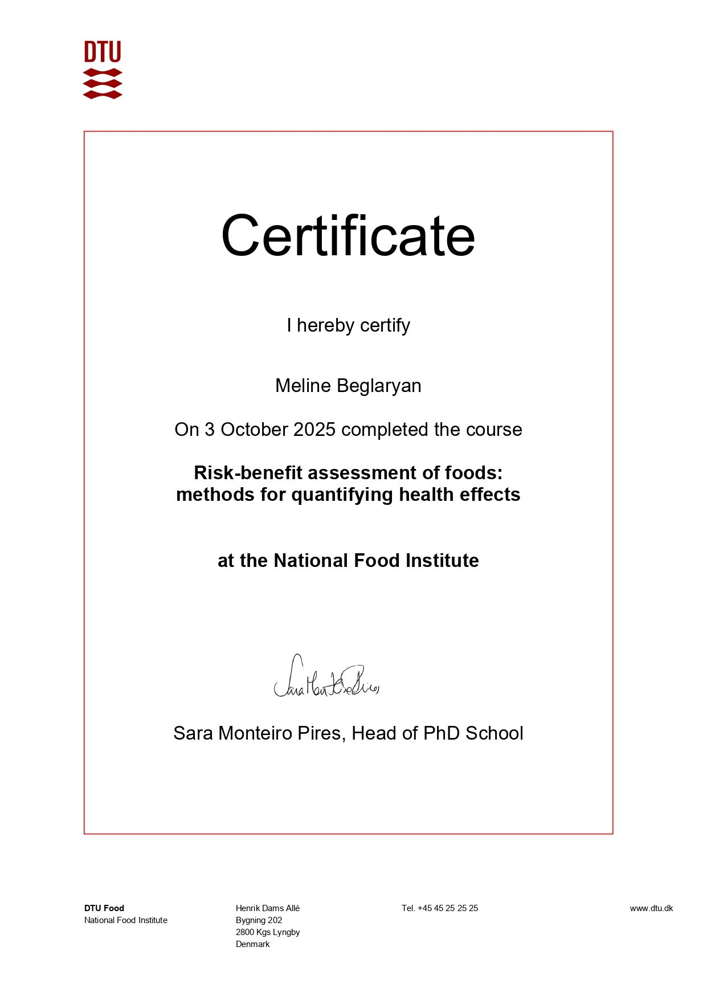 DTU
Certificate
I hereby certify
Meline Beglaryan
On 3 October 2025 completed the course
Risk-benefit assessment of foods:
methods for quantifying health effects
at the National Food Institute
Sara Monteiro Pires
Sara Monteiro Pires, Head of PhD School
DTU Food
National Food Institute
Henrik Dams Allé
Bygning 202
2800 Kgs Lyngby
Denmark
Tel. +45 45 25 25 25
www.dtu.dk